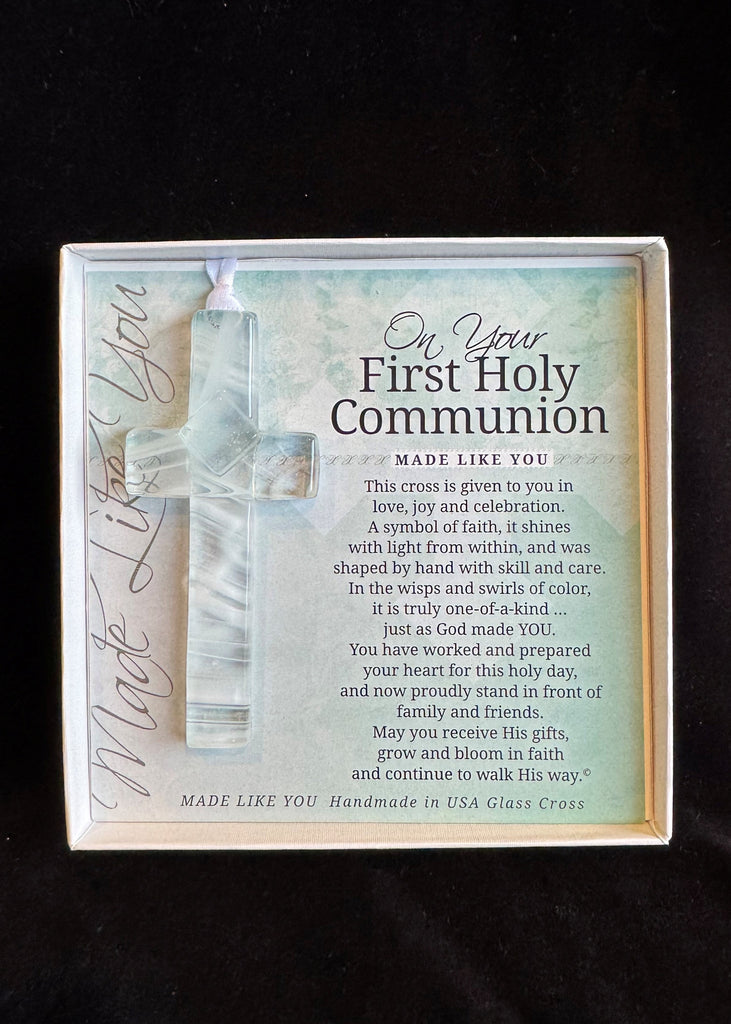 Made Like You
On Your
First Holy
Communion
MADE LIKE YOU
This cross is given to you in
love, joy and celebration.
A symbol of faith, it shines
with light from within, and was
shaped by hand with skill and care.
In the wisps and swirls of color,
it is truly one-of-a-kind ...
just as God made YOU.
You have worked and prepared
your heart for this holy day,
and now proudly stand in front of
family and friends.
May you receive His gifts,
grow and bloom in faith
and continue to walk His way.©
MADE LIKE YOU Handmade in USA Glass Cross